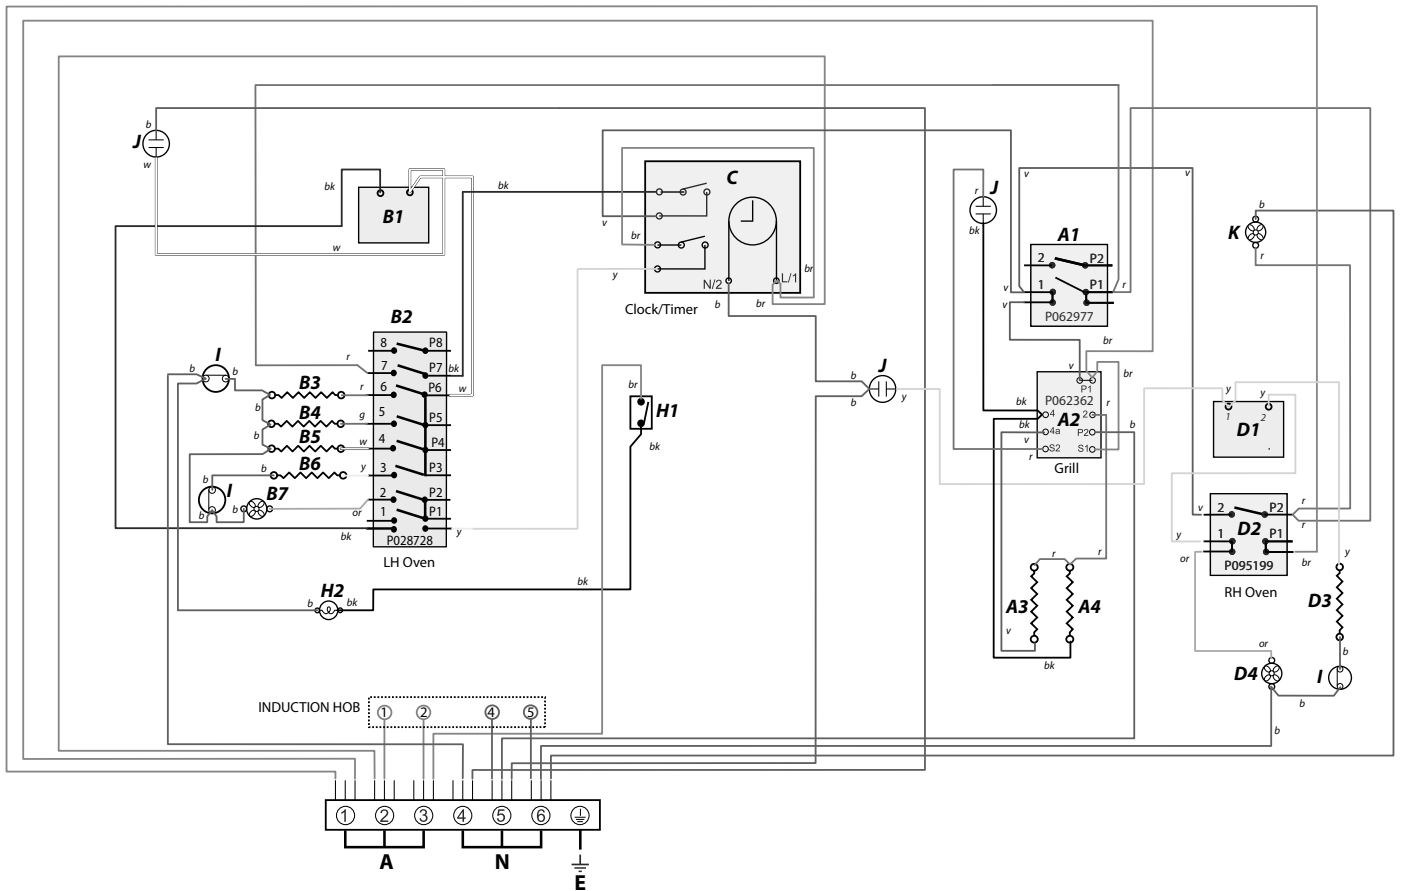 b
J
w
bk
B1
w
bk
C
v
br
y
N/2
L/1
br
b
br
Clock/Timer
r
J
bk
v
v
A1
2
P2
1
P1
P062977
v
v
r
br
K
b
r
B2
8
P8
7
P7
6
P6
5
P5
4
P4
3
P3
2
P2
1
P1
P028728
LH Oven
r
bk
w
I
b
b
B3
r
b
B4
g
b
B5
w
B6
b
y
b
I
b
B7
b
or
bk
y
br
H1
bk
J
b
b
y
v
P1
br
P062362
A2
4
2
4a
P2
S2
S1
Grill
bk
bk
v
r
r
b
y
y
1
2
D1
v
2
P2
D2
1
P1
P095199
RH Oven
r
r
y
or
br
y
D3
H2
b
bk
bk
r
r
A3
A4
v
bk
or
D4
b
I
b
b
INDUCTION HOB
1
2
4
5
1
2
3
4
5
6
A
N
E